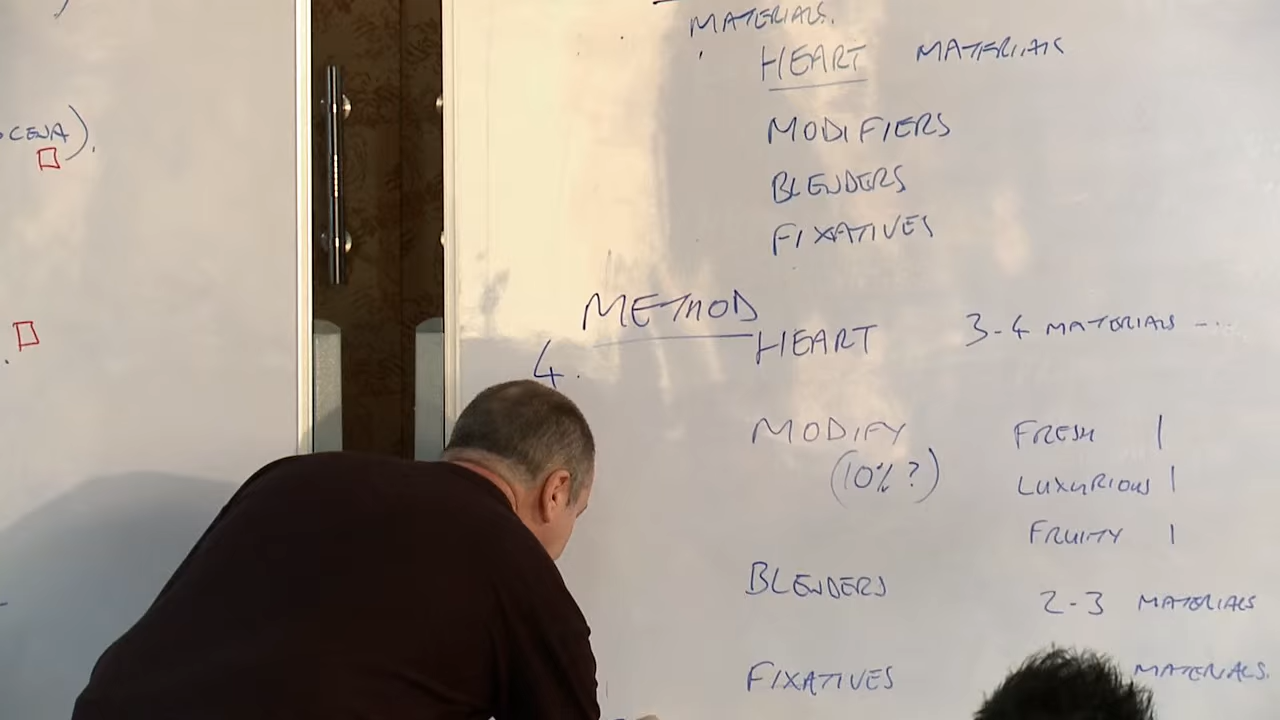 MATERIALS.
HEART MATERIALS
MODIFIERS
BLENDERS
FIXATIVES
METHOD
4.
HEART 3-4 MATERIALS -..
MODIFY FRESH 1
(10% ?) LUXURIOUS 1
FRUITY 1
BLENDERS 2-3 MATERIALS
FIXATIVES MATERIALS.